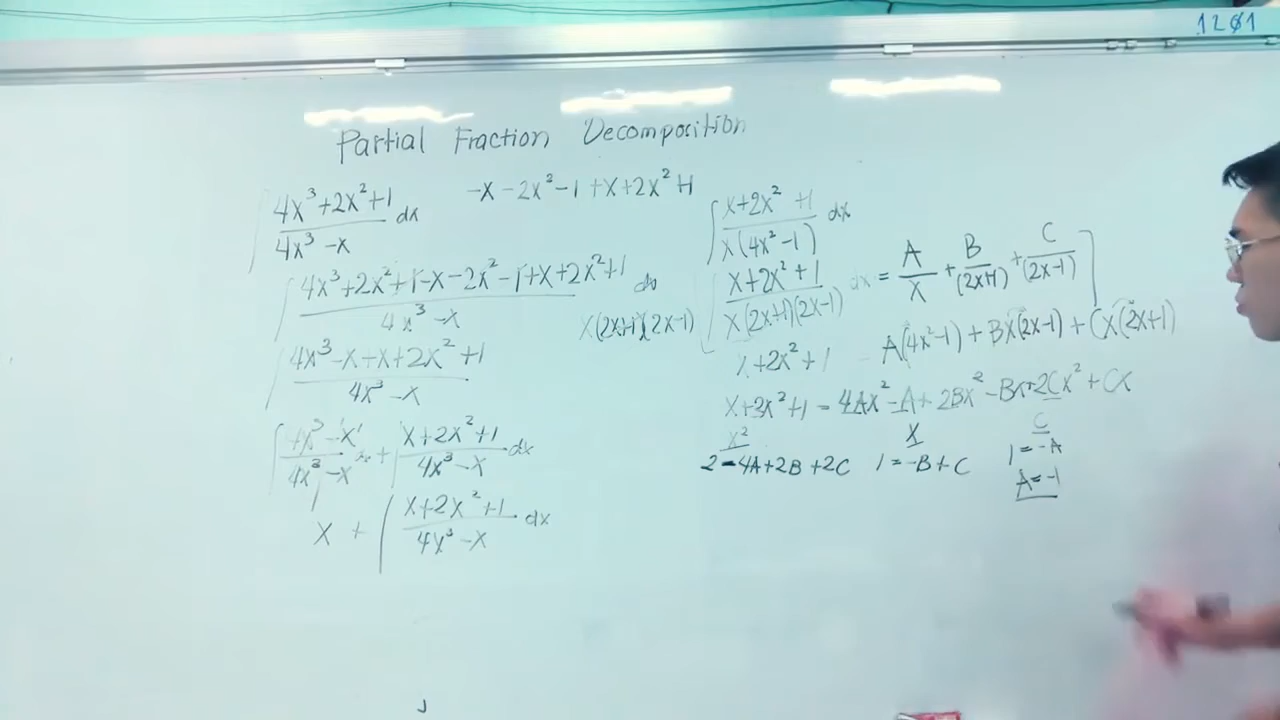 1201
Partial Fraction Decomposition
∫ (4x³+2x²+1)/(4x³-x) dx
-x-2x²-1+x+2x²+1
∫ (4x³+2x²+1-x-2x²-1+x+2x²+1)/(4x³-x) dx
∫ (4x³-x+x+2x²+1)/(4x³-x)
∫ (4x³-x)/(4x³-x) dx + ∫ (x+2x²+1)/(4x³-x) dx
x + ∫ (x+2x²+1)/(4x³-x) dx
x(2x+1)(2x-1)
∫ (x+2x²+1)/(x(4x²-1)) dx
∫ (x+2x²+1)/(x(2x+1)(2x-1)) dx = A/x + B/(2x+1) + C/(2x-1)
x+2x²+1 = A(4x²-1)+Bx(2x-1)+Cx(2x+1)
x+3x²+1 = 4Ax²-A+2Bx²-Bx+2Cx²+Cx
x² x C
2=4A+2B+2C 1=-B+C 1=-A
A=-1